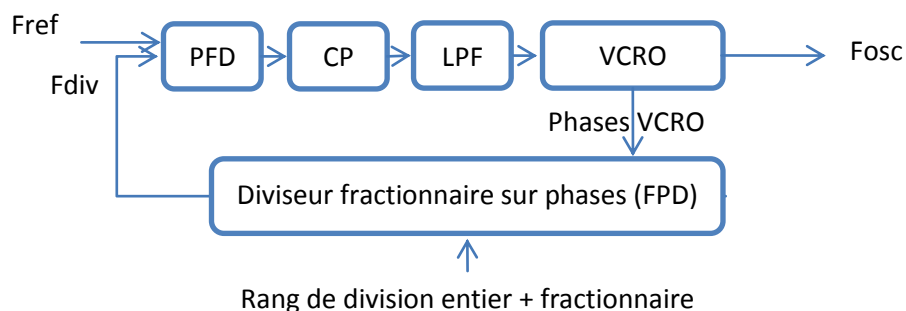 Fref
PFD
CP
LPF
VCRO
Fosc
Fdiv
Phases VCRO
Diviseur fractionnaire sur phases (FPD)
Rang de division entier + fractionnaire